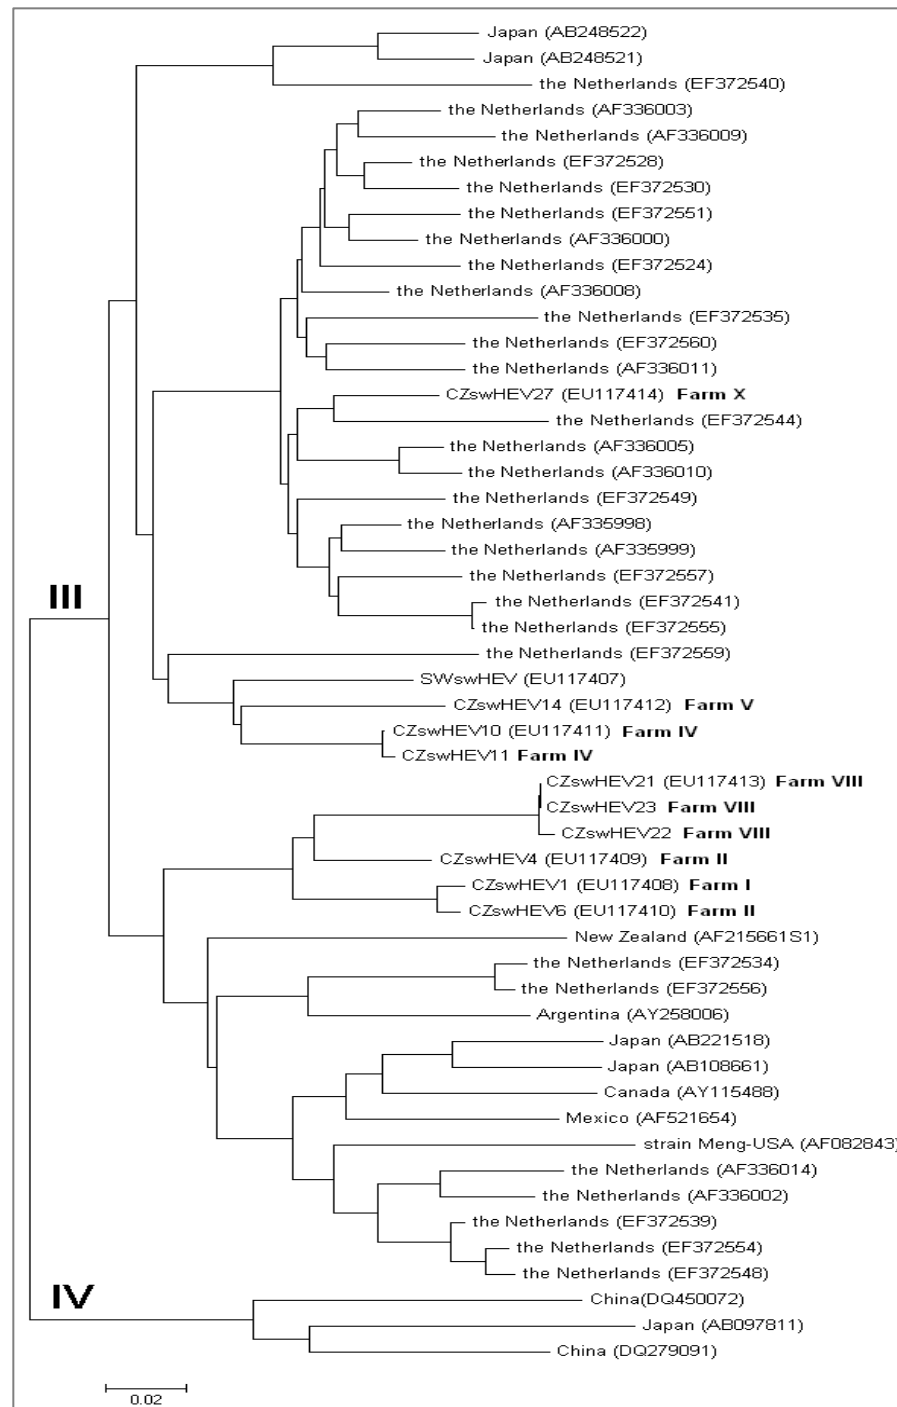 Japan (AB248522)
Japan (AB248521)
the Netherlands (EF372540)
the Netherlands (AF336003)
the Netherlands (AF336009)
the Netherlands (EF372528)
the Netherlands (EF372530)
the Netherlands (EF372551)
the Netherlands (AF336000)
the Netherlands (EF372524)
the Netherlands (AF336008)
the Netherlands (EF372535)
the Netherlands (EF372560)
the Netherlands (AF336011)
CZswHEV27 (EU117414) Farm X
the Netherlands (EF372544)
the Netherlands (AF336005)
the Netherlands (AF336010)
the Netherlands (EF372549)
the Netherlands (AF335998)
the Netherlands (AF335999)
the Netherlands (EF372557)
III
the Netherlands (EF372541)
the Netherlands (EF372555)
the Netherlands (EF372559)
SWswHEV (EU117407)
CZswHEV14 (EU117412) Farm V
CZswHEV10 (EU117411) Farm IV
CZswHEV11 Farm IV
CZswHEV21 (EU117413) Farm VIII
CZswHEV23 Farm VIII
CZswHEV22 Farm VIII
CZswHEV4 (EU117409) Farm II
CZswHEV1 (EU117408) Farm I
CZswHEV6 (EU117410) Farm II
New Zealand (AF215661S1)
the Netherlands (EF372534)
the Netherlands (EF372556)
Argentina (AY258006)
Japan (AB221518)
Japan (AB108661)
Canada (AY115488)
Mexico (AF521654)
strain Meng-USA (AF082843)
the Netherlands (AF336014)
the Netherlands (AF336002)
the Netherlands (EF372539)
the Netherlands (EF372554)
the Netherlands (EF372548)
IV
China(DQ450072)
Japan (AB097811)
China (DQ279091)
0.02